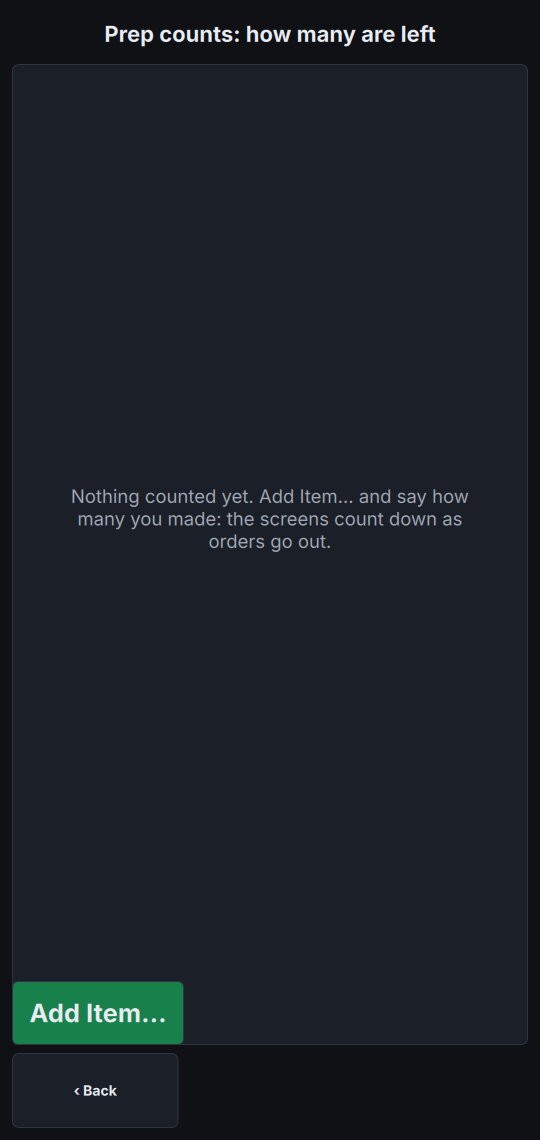 Prep counts: how many are left
Nothing counted yet. Add Item... and say how
many you made: the screens count down as
orders go out.
Add Item...
‹ Back